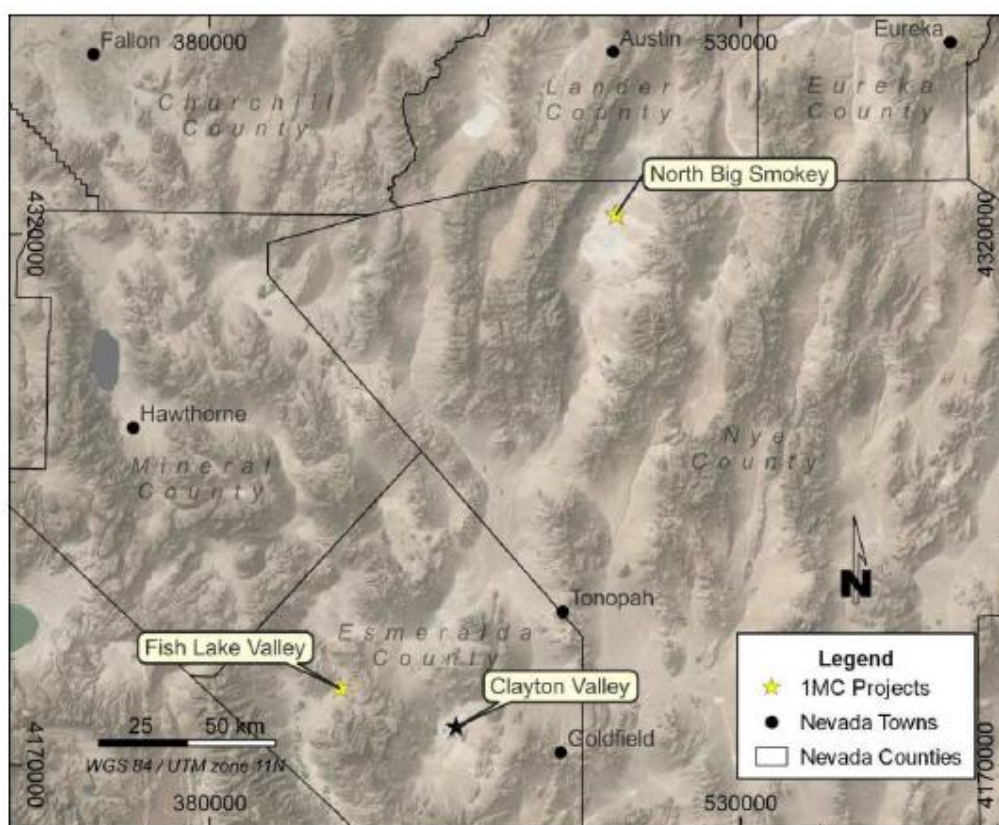 Fallon
380000
Austin
530000
Eureka
Churchill
County
Lander
County
Eureka
County
North Big Smokey
4320000
4320000
Hawthorne
Mineral
County
Nye
County
N
Tonopah
Esmeralda
County
Fish Lake Valley
Clayton Valley
Goldfield
25 50 km
WGS 84 / UTM zone 11N
Legend
1MC Projects
Nevada Towns
Nevada Counties
4170000
4170000
380000
530000